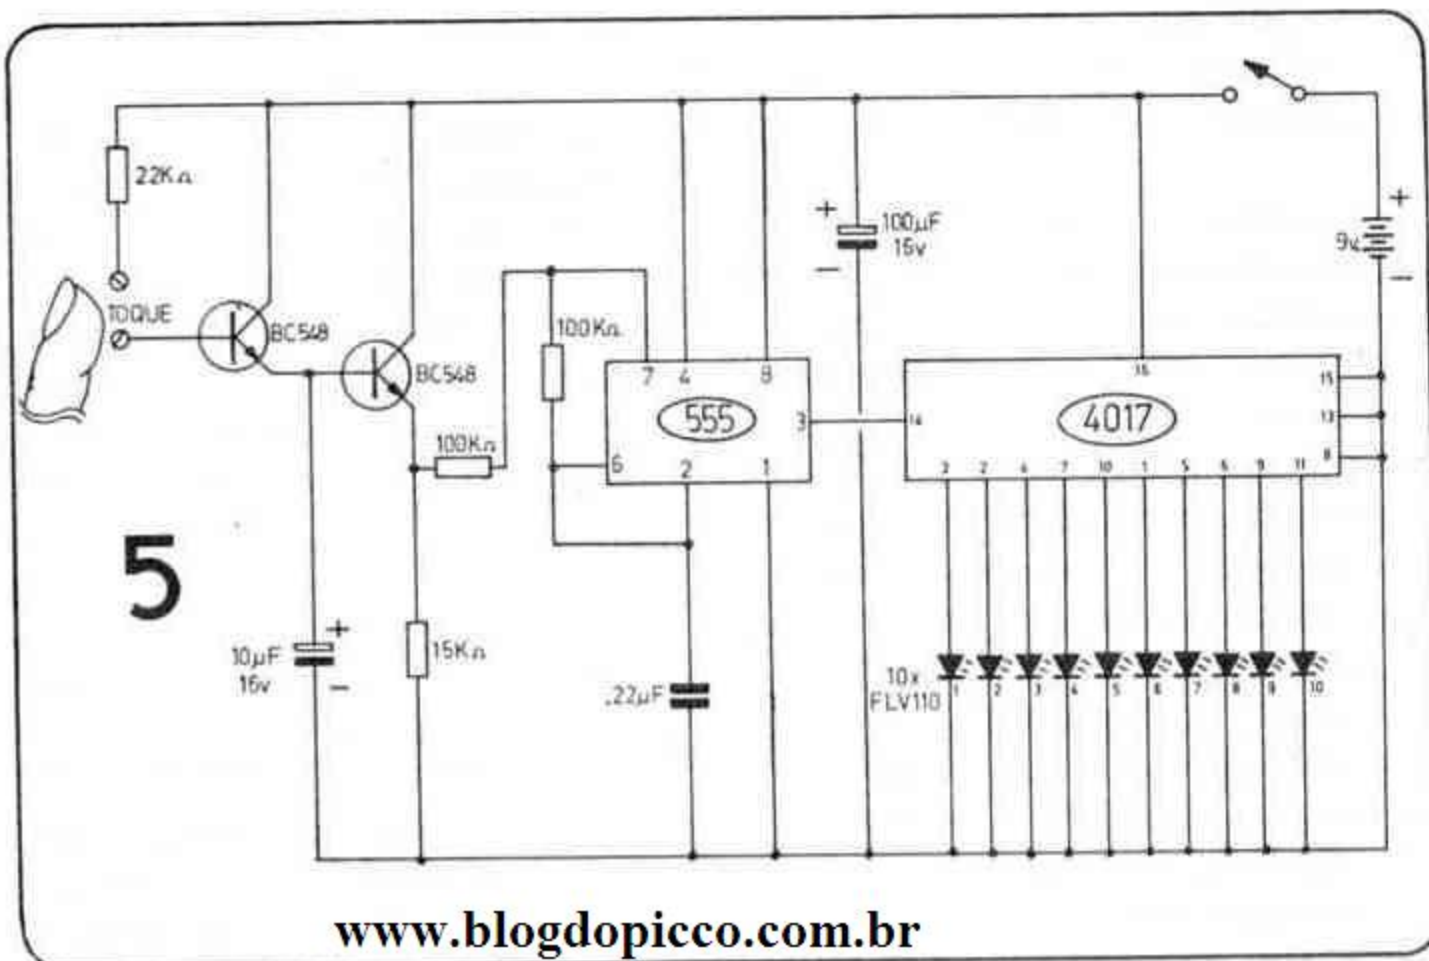 22KΩ
TOQUE
BC548
BC548
100KΩ
100KΩ
7 4 8
555
3
6 2 1
+
100µF
16v
−
+
9v
−
16
4017
14
15
13
8
3 2 4 7 10 1 5 6 9 11
5
+
10µF
16v
−
15KΩ
.22µF
10x
FLV110
1 2 3 4 5 6 7 8 9 10
www.blogdopicco.com.br